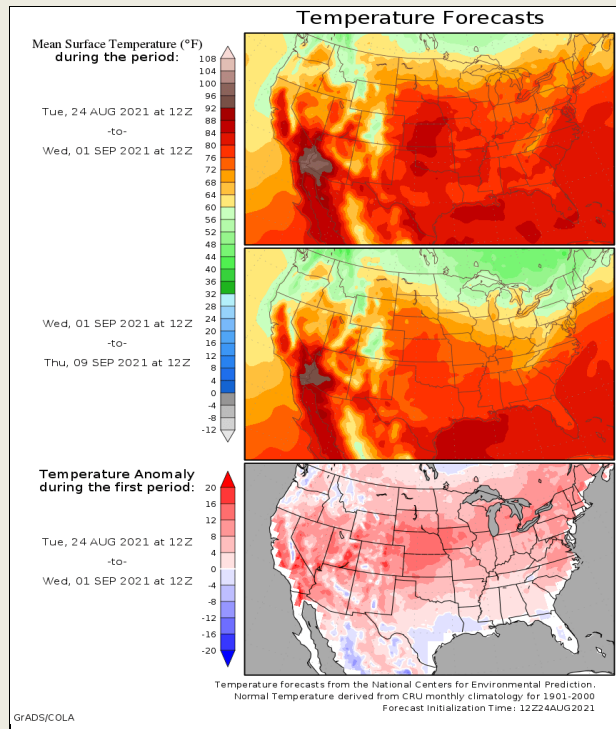 Temperature Forecasts
Mean Surface Temperature (°F)
during the period:
Tue, 24 AUG 2021 at 12Z
-to-
Wed, 01 SEP 2021 at 12Z
108
104
100
96
92
88
84
80
76
72
68
64
60
56
52
48
44
40
36
32
28
24
20
16
12
8
4
0
-4
-8
-12
Wed, 01 SEP 2021 at 12Z
-to-
Thu, 09 SEP 2021 at 12Z
Temperature Anomaly
during the first period:
Tue, 24 AUG 2021 at 12Z
-to-
Wed, 01 SEP 2021 at 12Z
20
16
12
8
4
0
-4
-8
-12
-16
-20
Temperature forecasts from the National Centers for Environmental Prediction.
Normal Temperature derived from CRU monthly climatology for 1901-2000
Forecast Initialization Time: 12Z24AUG2021
GrADS/COLA